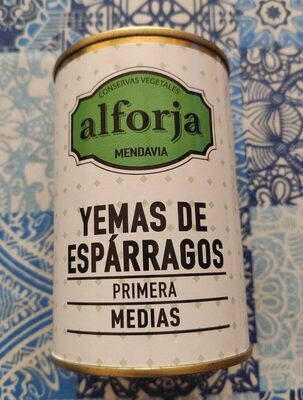 CONSERVAS VEGETALES
alforja
MENDAVIA
YEMAS DE
ESPÁRRAGOS
PRIMERA
MEDIAS